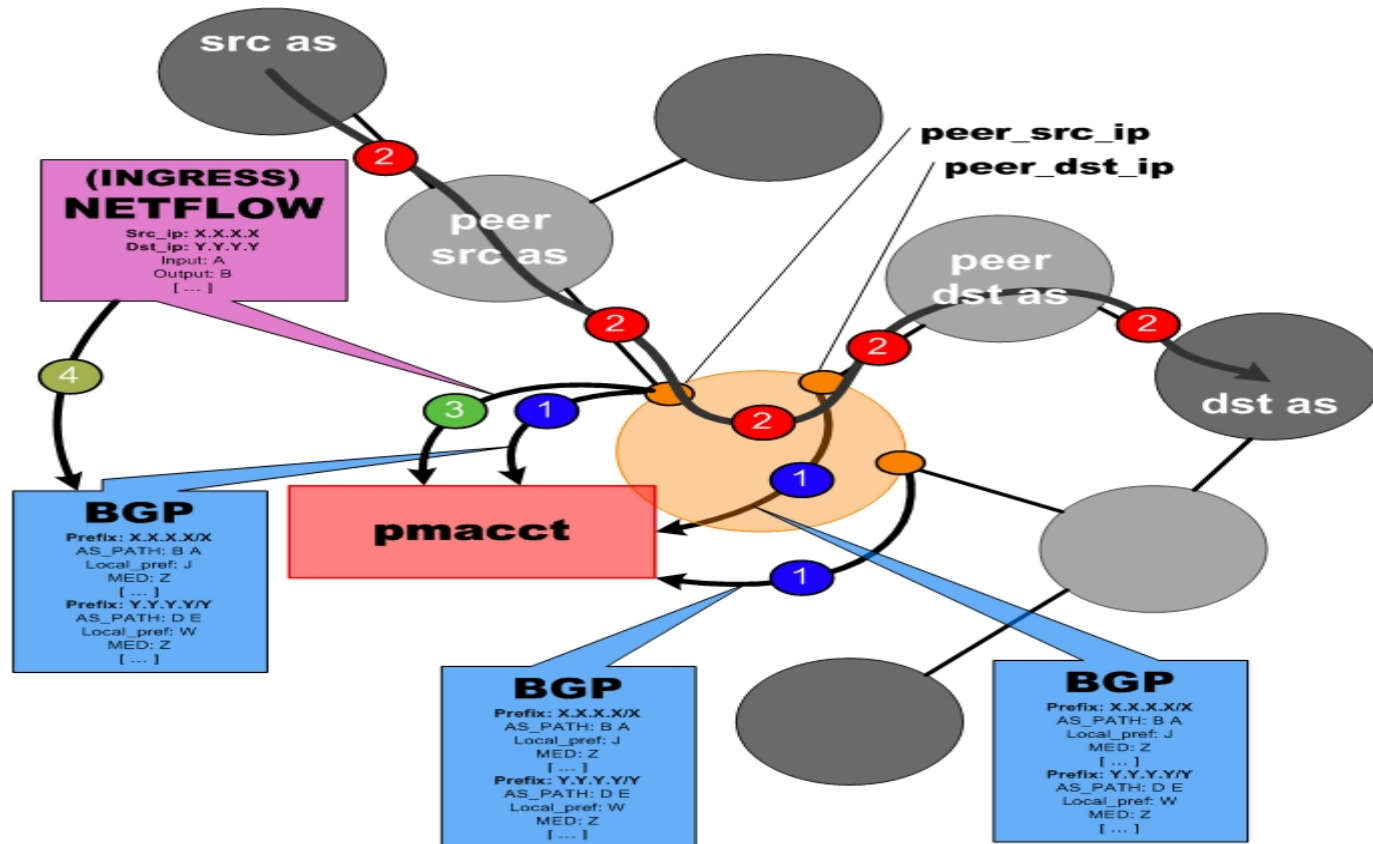 src as
2
peer_src_ip
peer_dst_ip
(INGRESS)
NETFLOW
Src_ip: X.X.X.X
Dst_ip: Y.Y.Y.Y
Input: A
Output: B
[ ... ]
peer
src as
peer
dst as
2
2
2
4
3
1
2
dst as
1
pmacct
1
BGP
Prefix: X.X.X.X/X
AS_PATH: B A
Local_pref: J
MED: Z
[ ... ]
Prefix: Y.Y.Y.Y/Y
AS_PATH: D E
Local_pref: W
MED: Z
[ ... ]
BGP
Prefix: X.X.X.X/X
AS_PATH: B A
Local_pref: J
MED: Z
[ ... ]
Prefix: Y.Y.Y.Y/Y
AS_PATH: D E
Local_pref: W
MED: Z
[ ... ]
BGP
Prefix: X.X.X.X/X
AS_PATH: B A
Local_pref: J
MED: Z
[ ... ]
Prefix: Y.Y.Y.Y/Y
AS_PATH: D E
Local_pref: W
MED: Z
[ ... ]